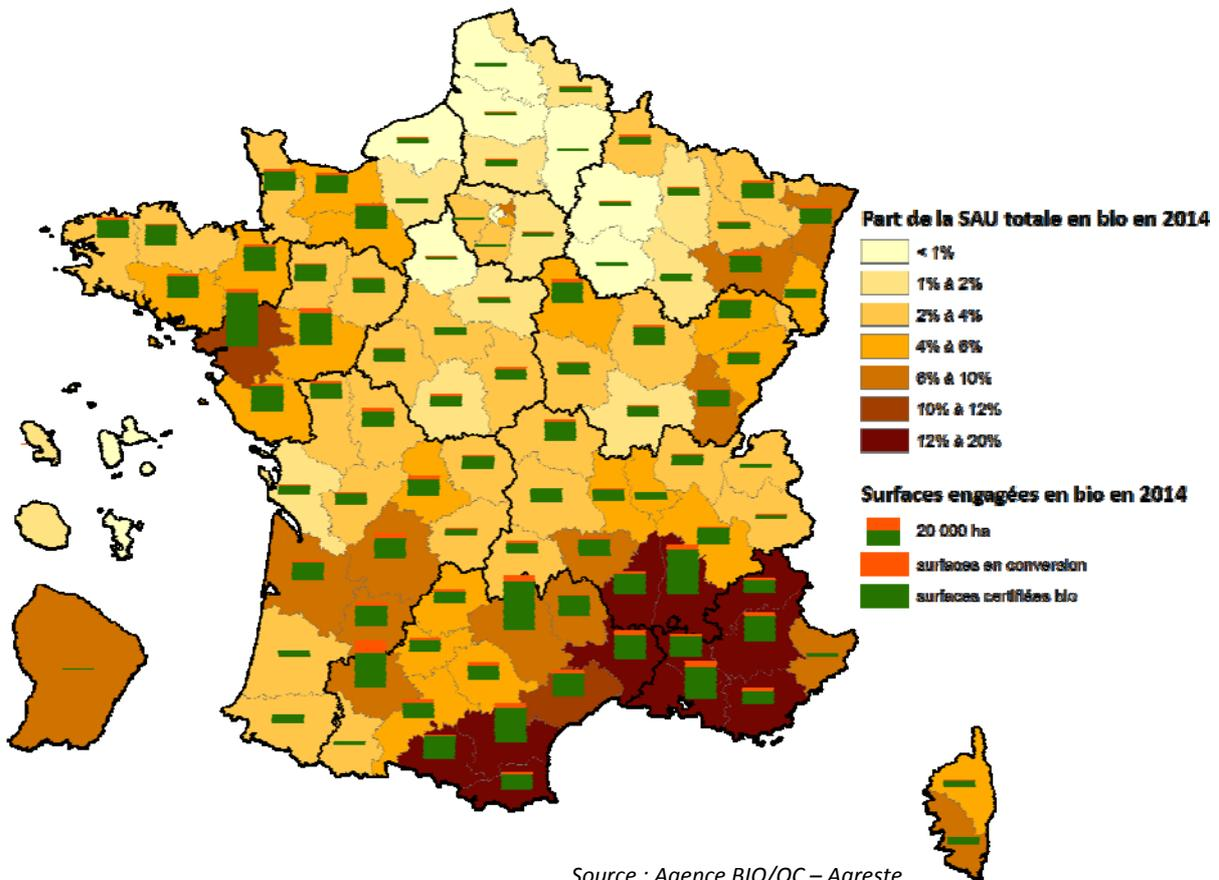 Part de la SAU totale en bio en 2014
< 1%
1% à 2%
2% à 4%
4% à 6%
6% à 10%
10% à 12%
12% à 20%
Surfaces engagées en bio en 2014
20 000 ha
surfaces en conversion
surfaces certifiées bio
Source : Agence BIO/OC – Agreste